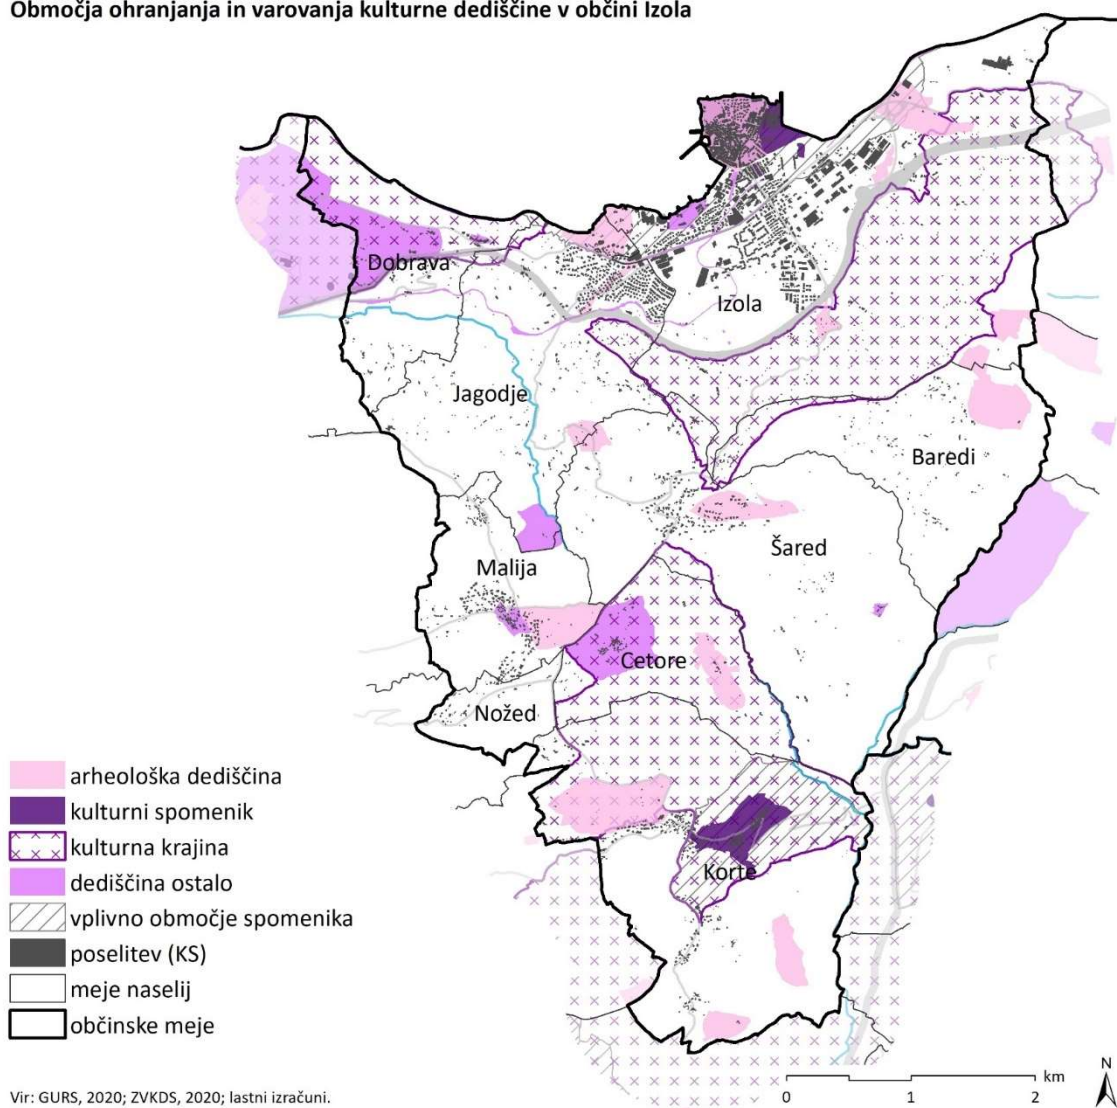 Območja ohranjanja in varovanja kulturne dediščine v občini Izola
Dobrava
Izola
Jagodje
Baredi
Šared
Malija
Cetore
Nožed
Korte
arheološka dediščina
kulturni spomenik
kulturna krajina
dediščina ostalo
vplivno območje spomenika
poselitev (KS)
meje naselij
občinske meje
Vir: GURS, 2020; ZVKDS, 2020; lastni izračuni.
km
0 1 2
N